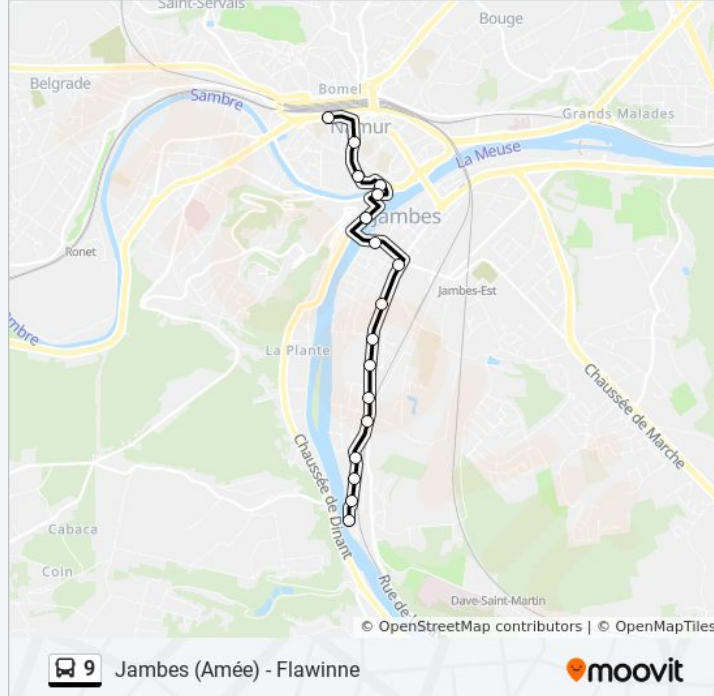 Saint-Servais
Bouge
Belgrade
Bomel
Sambre
Grands Malades
Namur
La Meuse
Jambes
Ronet
Jambes-Est
mbre
La Plante
Chaussée de Marche
Chaussée de Dinant
Cabaca
Coin
Rue de
Dave-Saint-Martin
© OpenStreetMap contributors | © OpenMapTiles
9 Jambes (Amée) - Flawinne
moovit